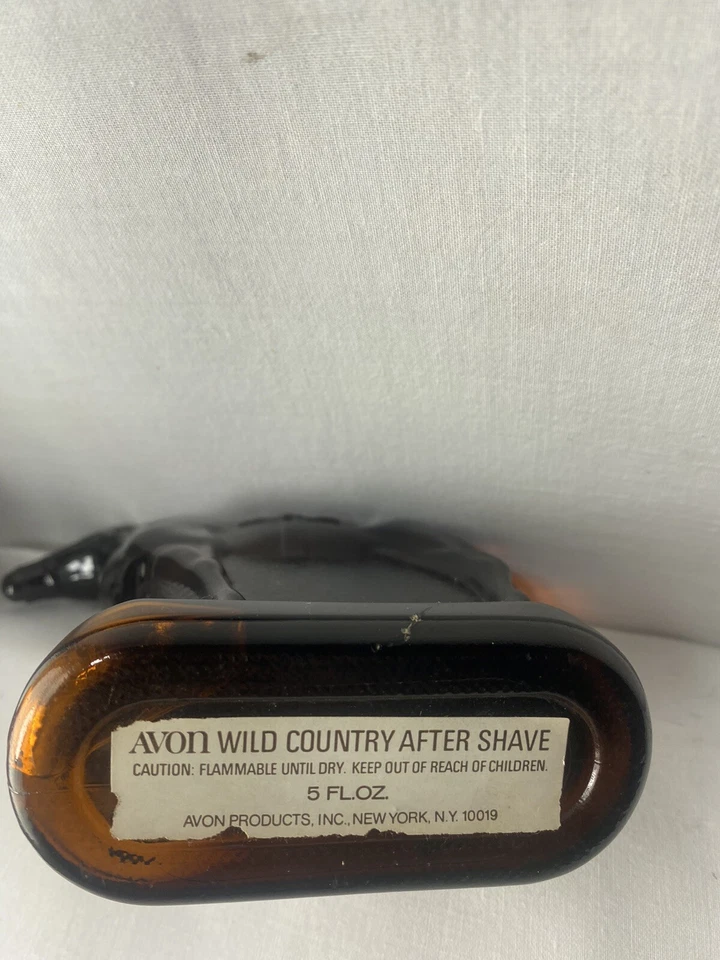 AVON WILD COUNTRY AFTER SHAVE
CAUTION: FLAMMABLE UNTIL DRY. KEEP OUT OF REACH OF CHILDREN.
5 FL.OZ.
AVON PRODUCTS, INC., NEW YORK, N.Y. 10019